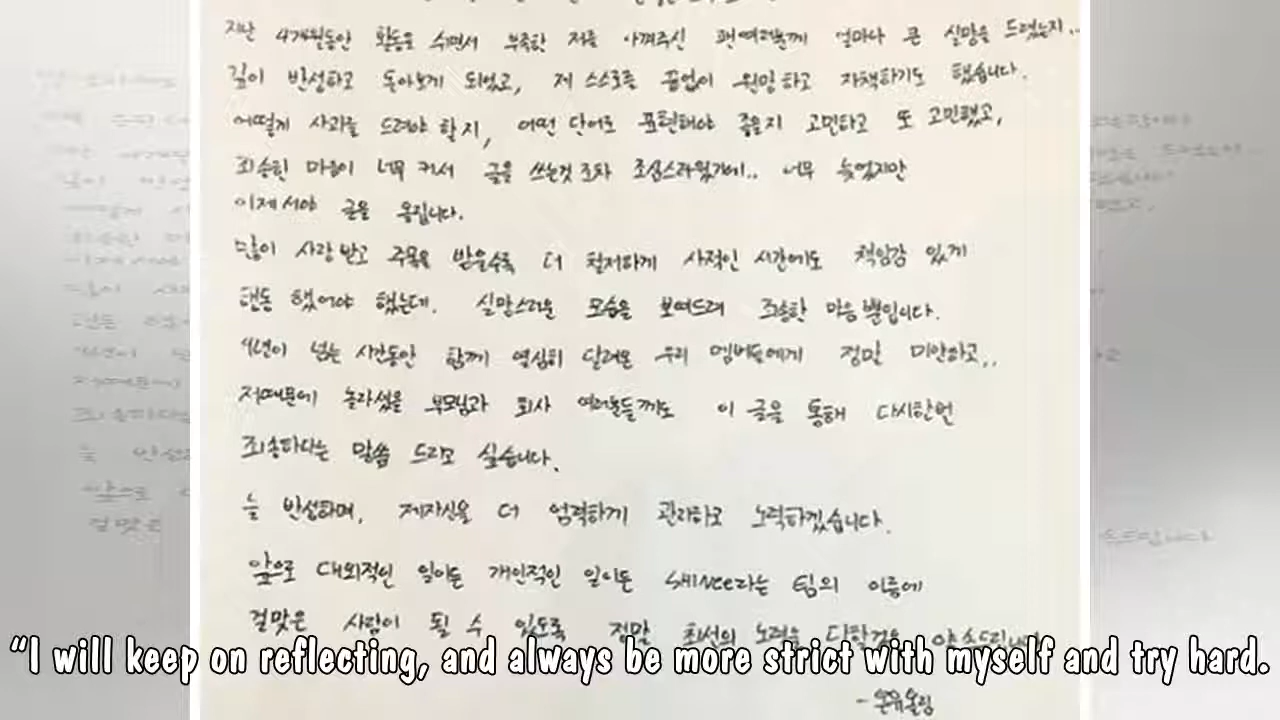 지난 4개월동안 활동을 쉬면서 부족한 저를 아껴주신 팬여러분께 얼마나 큰 실망을 드렸는지..
깊이 반성하고 돌아보게 되었고, 제 스스로를 끊임없이 원망하고 자책하기도 했습니다.
어떻게 사과를 드려야 할지, 어떤 단어로 표현해야 좋을지 고민하고 또 고민했고,
죄송한 마음이 너무 커서 글을 쓰는것 조차 조심스러웠기에.. 너무 늦었지만
이제서야 글을 옮깁니다.
많이 사랑받고 주목을 받을수록 더 철저하게 사적인 시간에도 책임감 있게
행동 했어야 했는데. 실망스러운 모습을 보여드려 죄송한 마음뿐입니다.
넘는 시간동안 함께 열심히 달려온 우리 멤버들에게 정말 미안하고..
저때문에 놀라셨을 부모님과 회사 여러분들께도 이 글을 통해 다시한번
죄송하다는 말씀 드리고 싶습니다.
늘 반성하며, 제자신을 더 엄격하게 관리하고 노력하겠습니다.
앞으로 대외적인 일이든 개인적인 일이든 SHINee라는 팀의 이름에
걸맞은 사람이 될 수 있도록 정말 최선의 노력을 다할것을 약속드립니다
“I will keep on reflecting, and always be more strict with myself and try hard.
-온유올림